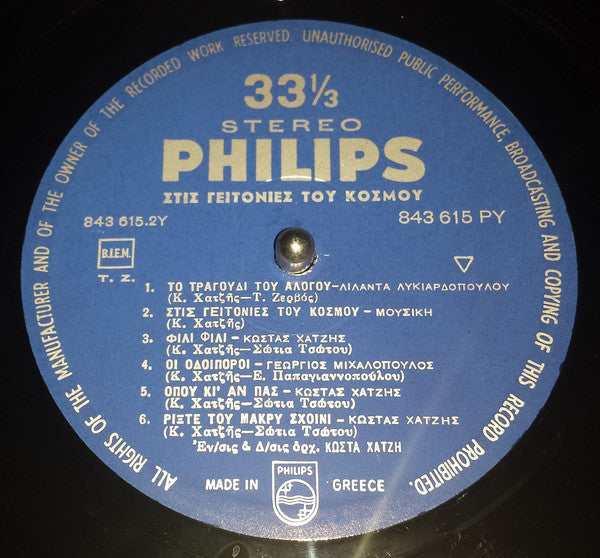 ALL RIGHTS OF THE MANUFACTURER AND OF THE OWNER OF THE RECORDED WORK RESERVED. UNAUTHORISED PUBLIC PERFORMANCE, BROADCASTING AND COPYING OF THIS RECORD PROHIBITED.
33⅓
STEREO
PHILIPS
ΣΤΙΣ ΓΕΙΤΟΝΙΕΣ ΤΟΥ ΚΟΣΜΟΥ
843 615.2Y 843 615 PY
B.I.E.M.
T. Z.
1. ΤΟ ΤΡΑΓΟΥΔΙ ΤΟΥ ΑΛΟΓΟΥ–ΛΙΛΑΝΤΑ ΛΥΚΙΑΡΔΟΠΟΥΛΟΥ
(Κ. Χατζῆς–Τ. Ζερβός)
2. ΣΤΙΣ ΓΕΙΤΟΝΙΕΣ ΤΟΥ ΚΟΣΜΟΥ – ΜΟΥΣΙΚΗ
(Κ. Χατζῆς)
3. ΦΙΛΙ ΦΙΛΙ – ΚΩΣΤΑΣ ΧΑΤΖΗΣ
(Κ. Χατζῆς–Σώτια Τσώτου)
4. ΟΙ ΟΔΟΙΠΟΡΟΙ – ΓΕΩΡΓΙΟΣ ΜΙΧΑΛΟΠΟΥΛΟΣ
(Κ. Χατζῆς–Ε. Παπαγιαννοπούλου)
5. ΟΠΟΥ ΚΙ' ΑΝ ΠΑΣ – ΚΩΣΤΑΣ ΧΑΤΖΗΣ
(Κ. Χατζῆς–Σώτια Τσώτου)
6. ΡΙΞΤΕ ΤΟΥ ΜΑΚΡΥ ΣΧΟΙΝΙ – ΚΩΣΤΑΣ ΧΑΤΖΗΣ
(Κ. Χατζῆς–Σώτια Τσώτου)
Ἐν/σις & Δ/σις ὀρχ. ΚΩΣΤΑ ΧΑΤΖΗ
MADE IN PHILIPS GREECE